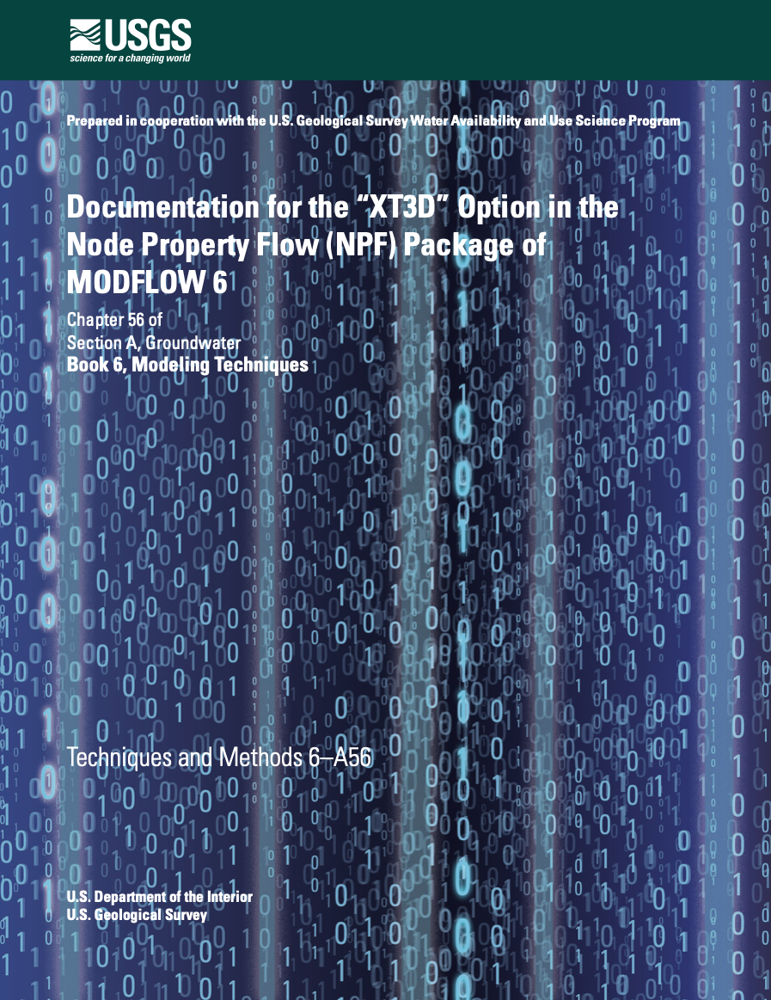 USGS
science for a changing world
Prepared in cooperation with the U.S. Geological Survey Water Availability and Use Science Program
Documentation for the “XT3D” Option in the
Node Property Flow (NPF) Package of
MODFLOW 6
Chapter 56 of
Section A, Groundwater
Book 6, Modeling Techniques
Techniques and Methods 6–A56
U.S. Department of the Interior
U.S. Geological Survey